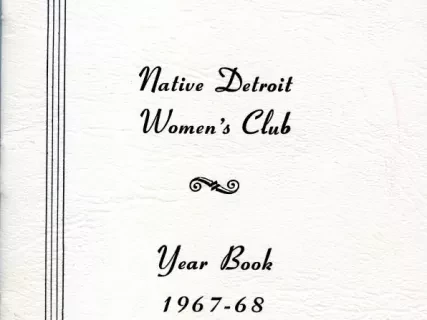 Native Detroit
Women's Club
Year Book
1967-68